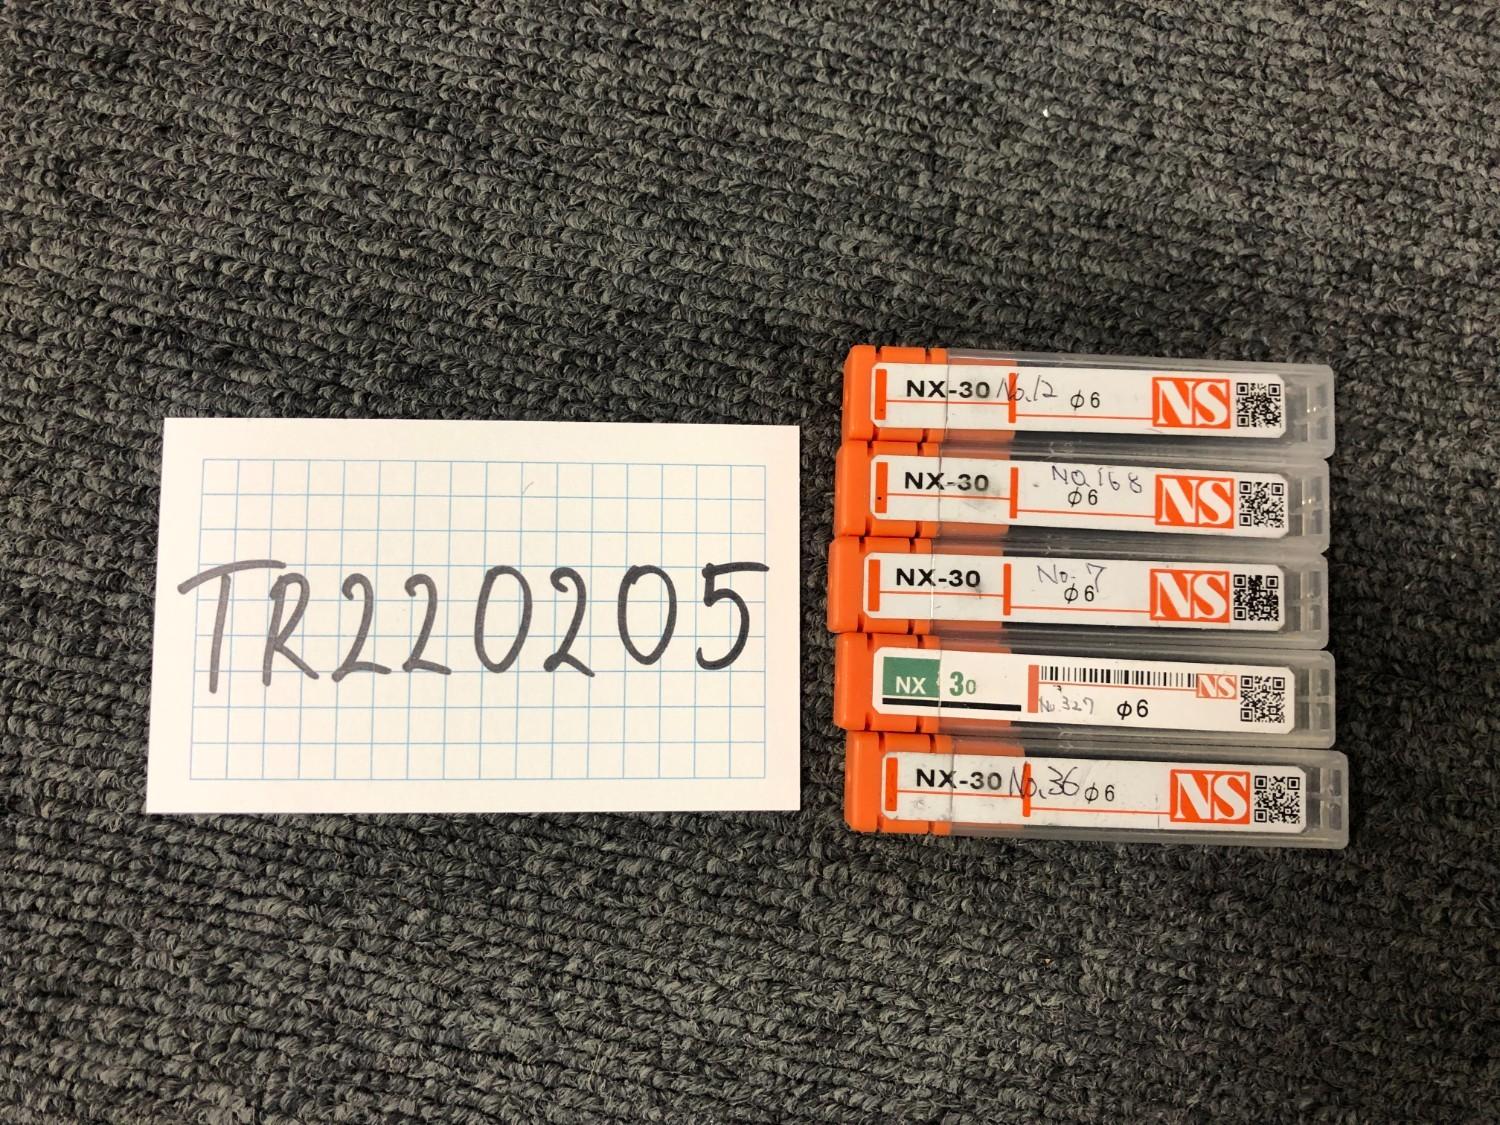 TR220205
NX-30 No.12 φ6 NS
NX-30 No.168 φ6 NS
NX-30 No.7 φ6 NS
NX 30 No.327 φ6 NS
NX-30 No.36 φ6 NS